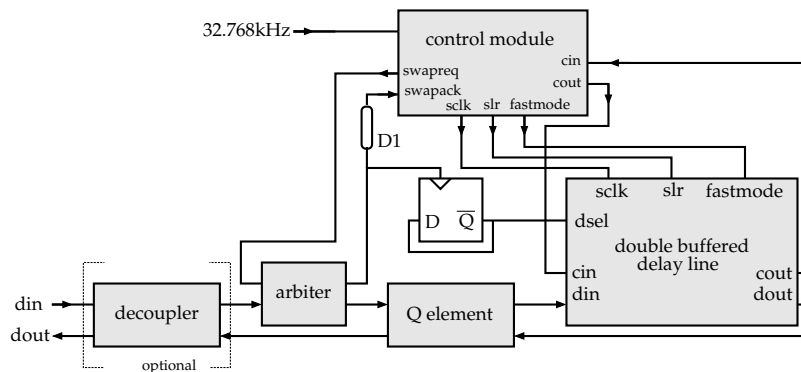 32.768kHz
control module
cin
cout
swapreq
swapack
sclk slr fastmode
D1
D Q
sclk slr fastmode
dsel
double buffered
delay line
cin
din
cout
dout
din
dout
decoupler
arbiter
Q element
optional